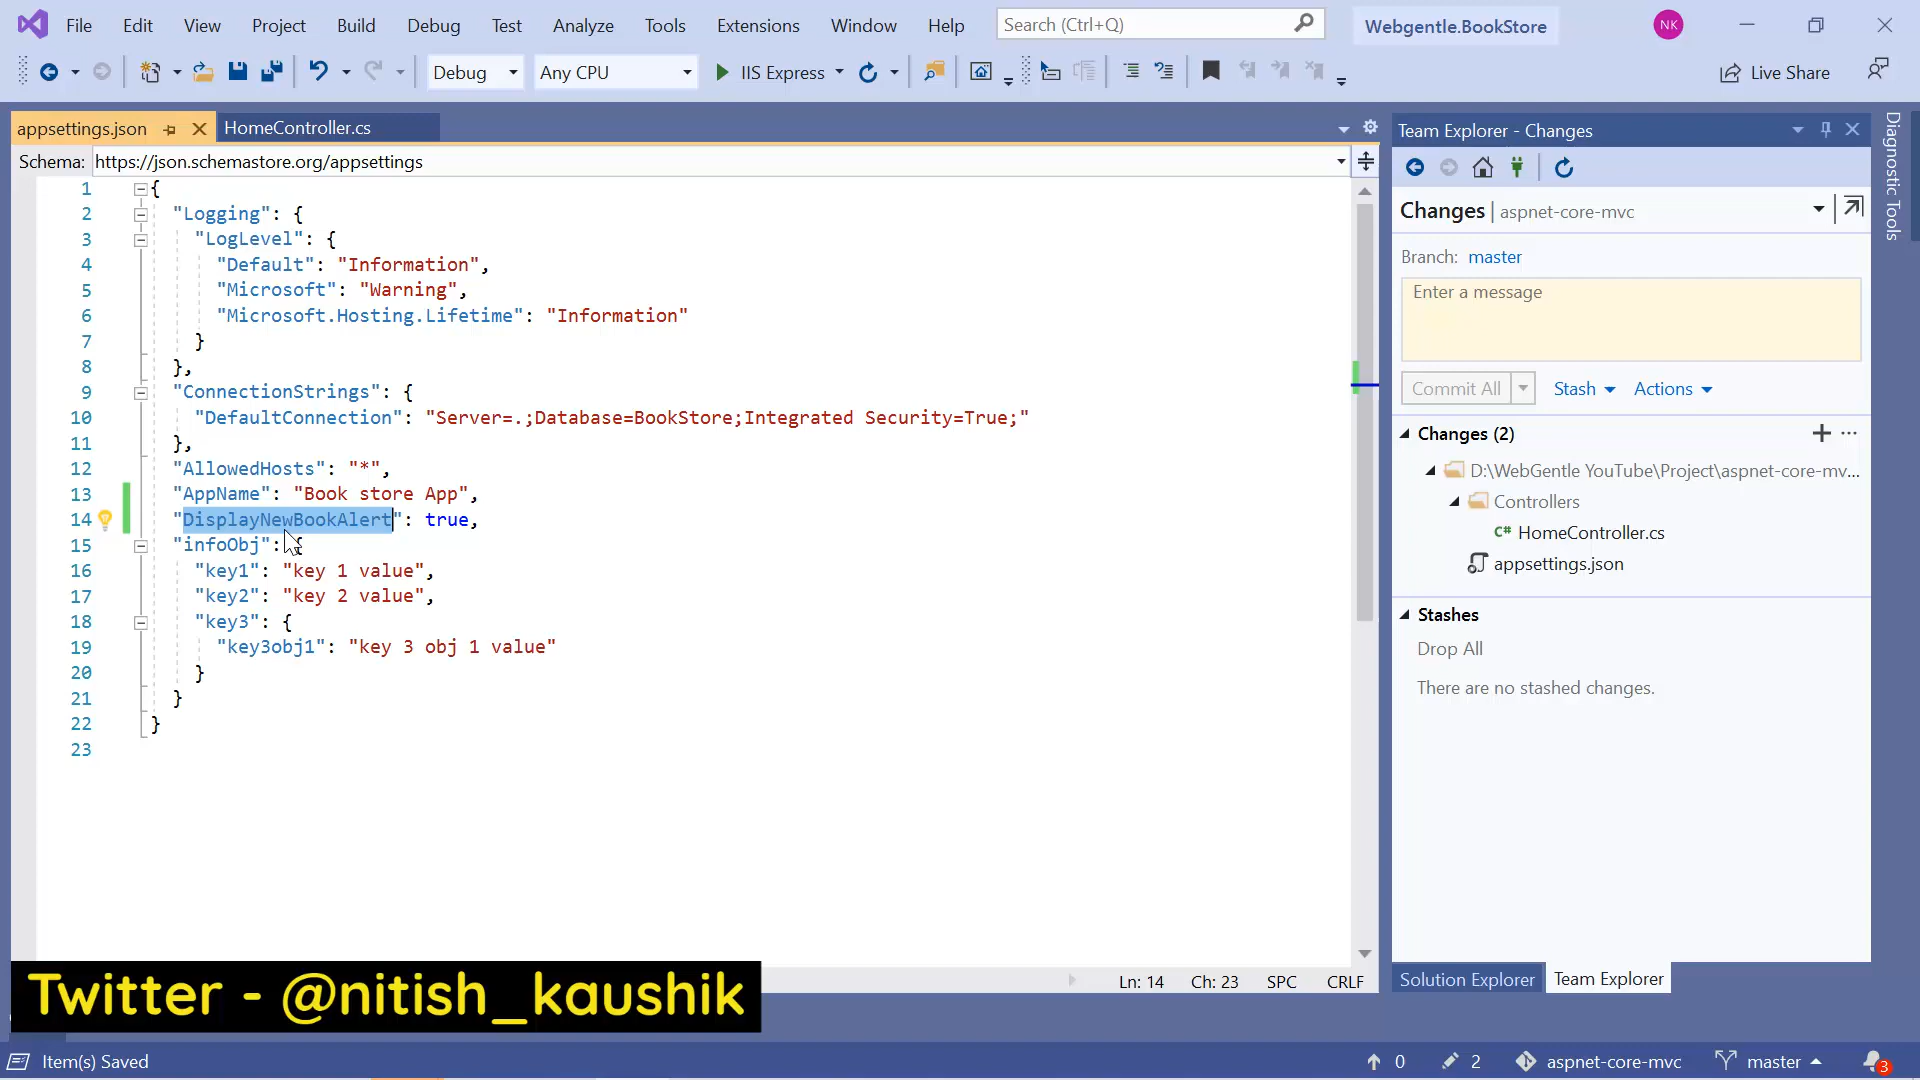 File Edit View Project Build Debug Test Analyze Tools Extensions Window Help Search (Ctrl+Q) Webgentle.BookStore NK
Debug Any CPU IIS Express Live Share
appsettings.json HomeController.cs
Schema: https://json.schemastore.org/appsettings
1 {
2 "Logging": {
3 "LogLevel": {
4 "Default": "Information",
5 "Microsoft": "Warning",
6 "Microsoft.Hosting.Lifetime": "Information"
7 }
8 },
9 "ConnectionStrings": {
10 "DefaultConnection": "Server=.;Database=BookStore;Integrated Security=True;"
11 },
12 "AllowedHosts": "*",
13 "AppName": "Book store App",
14 "DisplayNewBookAlert": true,
15 "infoObj": {
16 "key1": "key 1 value",
17 "key2": "key 2 value",
18 "key3": {
19 "key3obj1": "key 3 obj 1 value"
20 }
21 }
22 }
23
Ln: 14 Ch: 23 SPC CRLF
Team Explorer - Changes
Changes | aspnet-core-mvc
Branch: master
Enter a message
Commit All Stash Actions
Changes (2)
D:\WebGentle YouTube\Project\aspnet-core-mv...
Controllers
C# HomeController.cs
appsettings.json
Stashes
Drop All
There are no stashed changes.
Solution Explorer Team Explorer
Diagnostic Tools
Twitter - @nitish_kaushik
Item(s) Saved 0 2 aspnet-core-mvc master 3